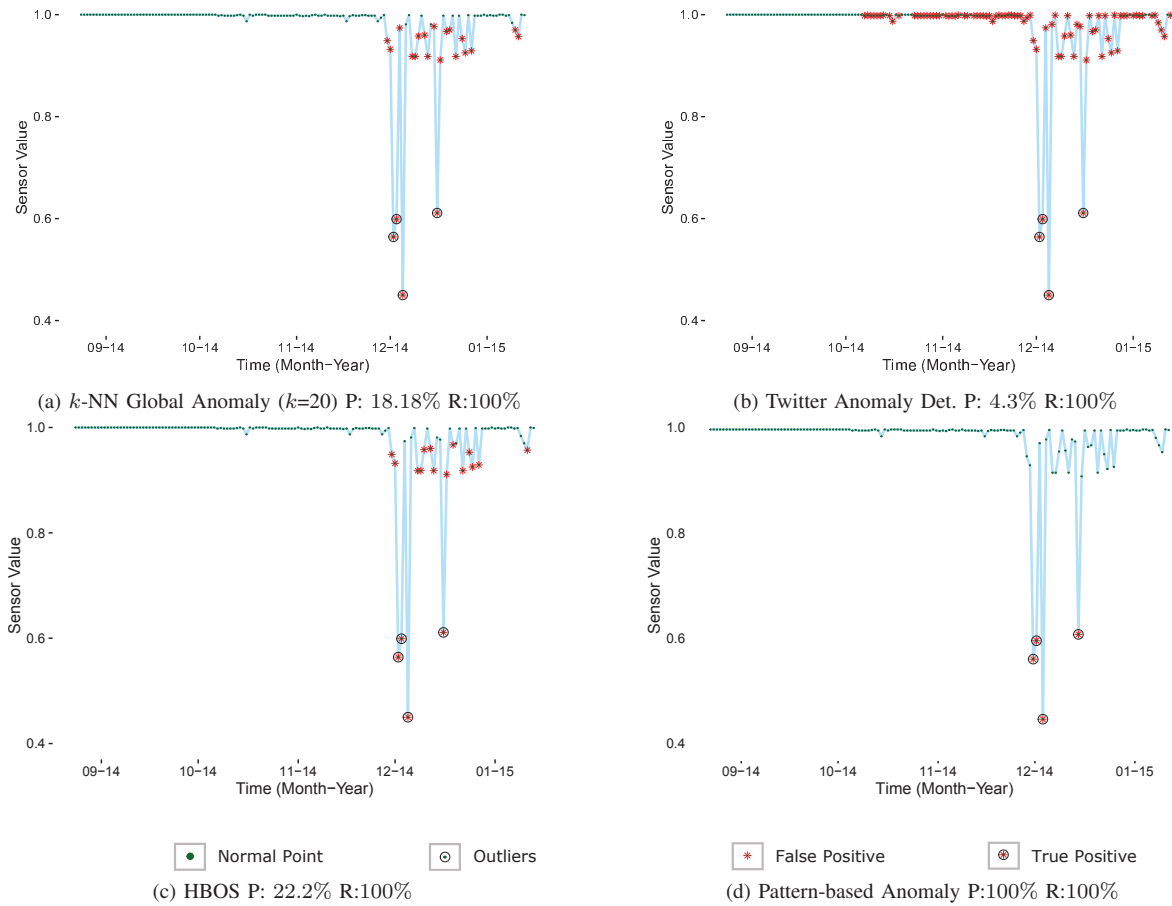 1.0
0.8
0.6
0.4
Sensor Value
09−14
10−14
11−14
12−14
01−15
Time (Month−Year)
(a) k-NN Global Anomaly (k=20) P: 18.18% R:100%
1.0
0.8
0.6
0.4
Sensor Value
09−14
10−14
11−14
12−14
01−15
Time (Month−Year)
(b) Twitter Anomaly Det. P: 4.3% R:100%
1.0
0.8
0.6
0.4
Sensor Value
09−14
10−14
11−14
12−14
01−15
Time (Month−Year)
1.0
0.8
0.6
0.4
Sensor Value
09−14
10−14
11−14
12−14
01−15
Time (Month−Year)
Normal Point
Outliers
False Positive
True Positive
(c) HBOS P: 22.2% R:100%
(d) Pattern-based Anomaly P:100% R:100%